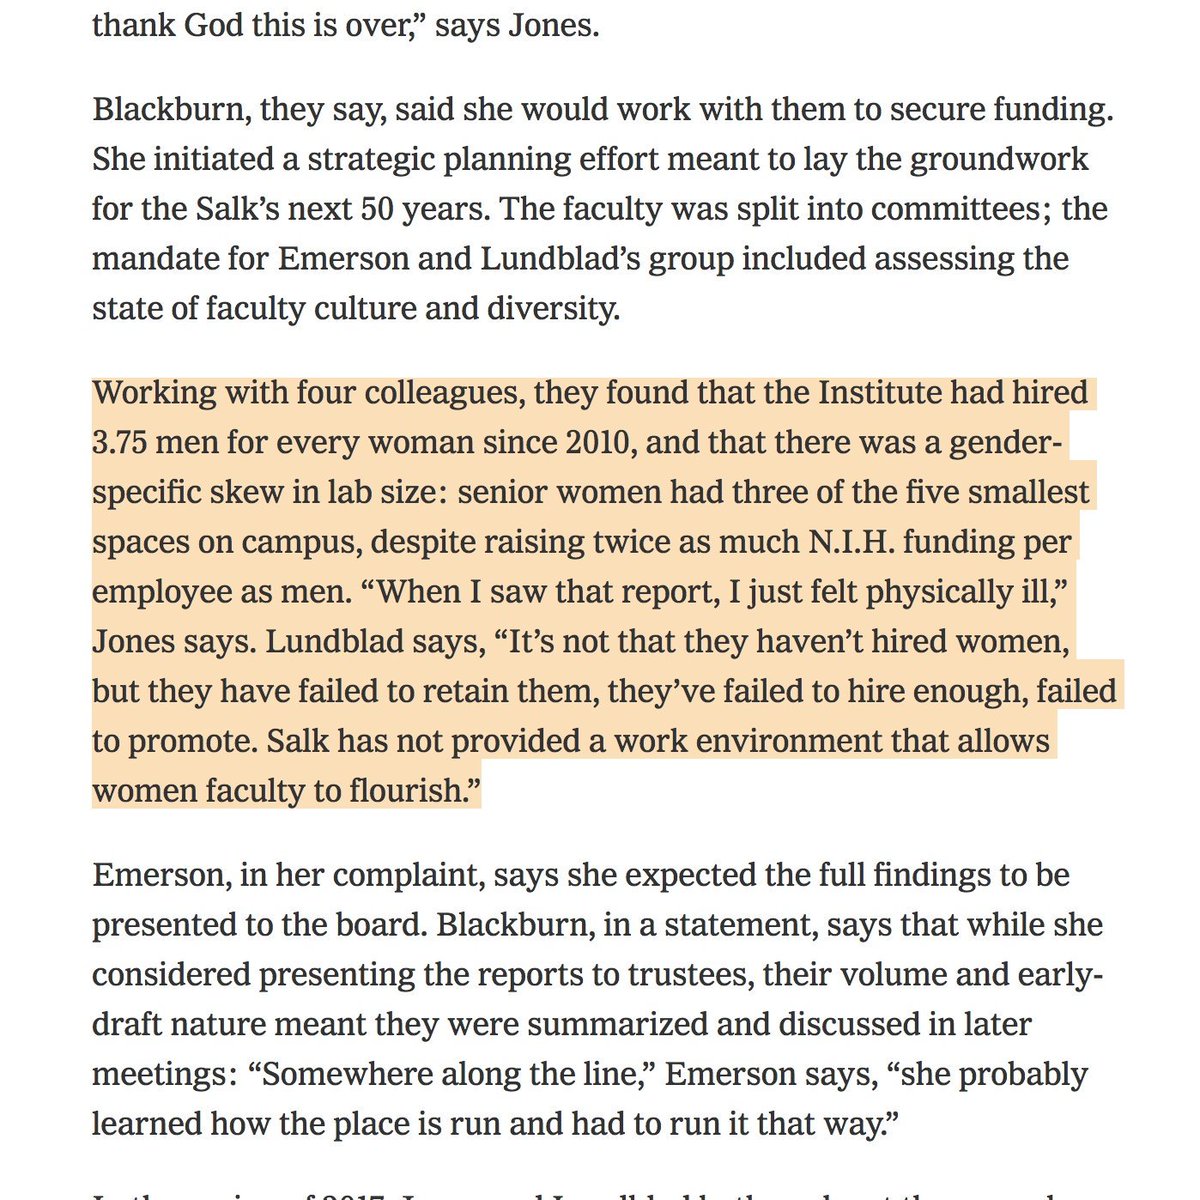 thank God this is over,” says Jones.
Blackburn, they say, said she would work with them to secure funding.
She initiated a strategic planning effort meant to lay the groundwork
for the Salk’s next 50 years. The faculty was split into committees; the
mandate for Emerson and Lundblad’s group included assessing the
state of faculty culture and diversity.
Working with four colleagues, they found that the Institute had hired
3.75 men for every woman since 2010, and that there was a gender-
specific skew in lab size: senior women had three of the five smallest
spaces on campus, despite raising twice as much N.I.H. funding per
employee as men. “When I saw that report, I just felt physically ill,”
Jones says. Lundblad says, “It’s not that they haven’t hired women,
but they have failed to retain them, they’ve failed to hire enough, failed
to promote. Salk has not provided a work environment that allows
women faculty to flourish.”
Emerson, in her complaint, says she expected the full findings to be
presented to the board. Blackburn, in a statement, says that while she
considered presenting the reports to trustees, their volume and early-
draft nature meant they were summarized and discussed in later
meetings: “Somewhere along the line,” Emerson says, “she probably
learned how the place is run and had to run it that way.”